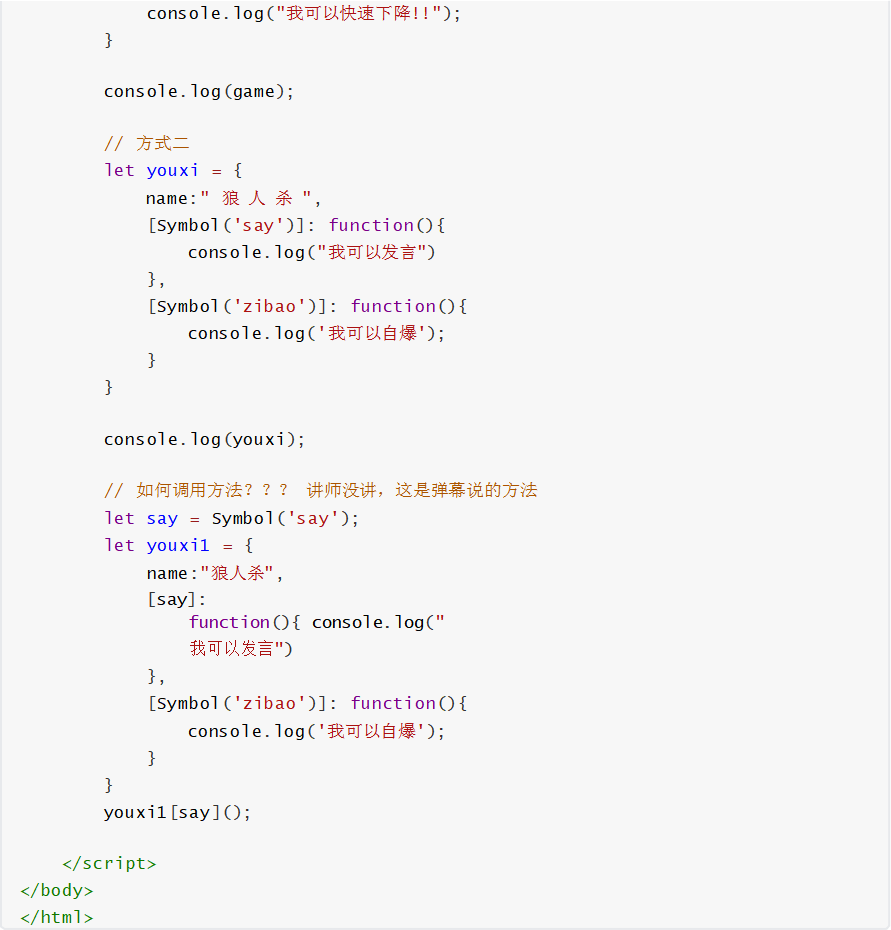 console.log("我可以快速下降!!");
}
console.log(game);
// 方式二
let youxi = {
name:" 狼 人 杀 ",
[Symbol('say')]: function(){
console.log("我可以发言")
},
[Symbol('zibao')]: function(){
console.log('我可以自爆');
}
}
console.log(youxi);
// 如何调用方法？？？ 讲师没讲，这是弹幕说的方法
let say = Symbol('say');
let youxi1 = {
name:"狼人杀",
[say]:
function(){ console.log("
我可以发言")
},
[Symbol('zibao')]: function(){
console.log('我可以自爆');
}
}
youxi1[say]();
</script>
</body>
</html>